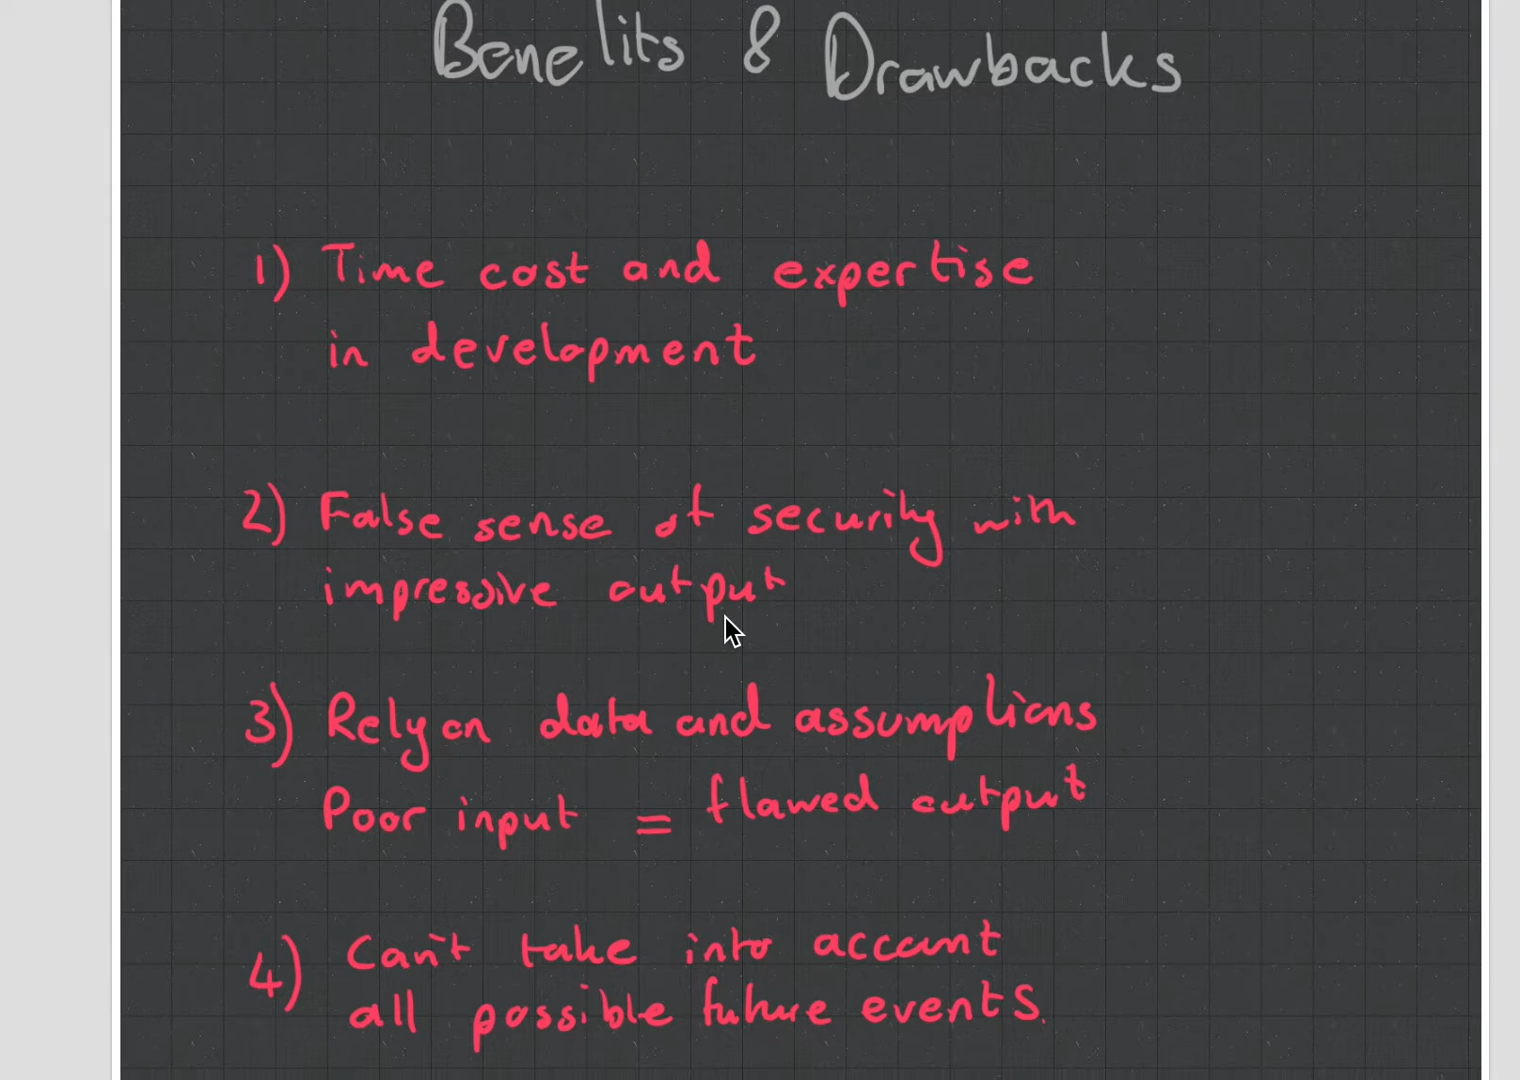 Benefits & Drawbacks
1) Time cost and expertise
in development
2) False sense of security with
impressive output
3) Rely on data and assumptions
Poor input = flawed output
4) Can't take into account
all possible future events.